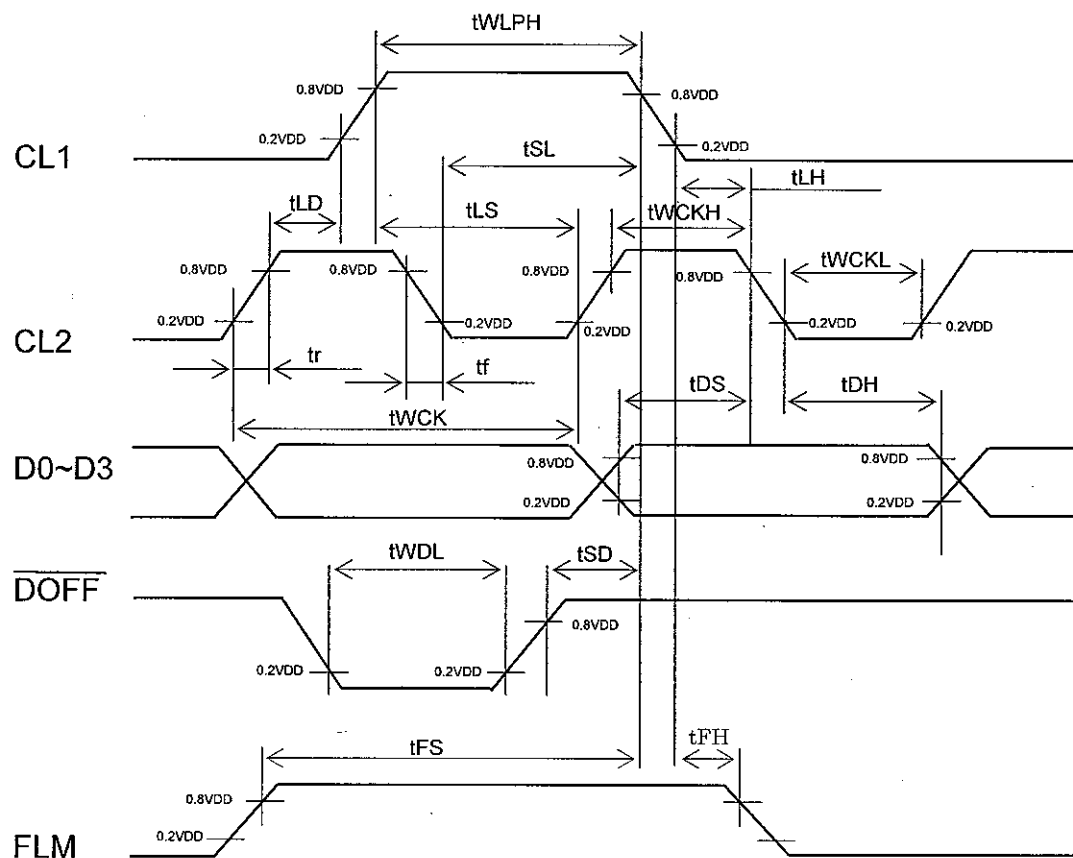 tWLPH
0.8VDD 0.8VDD
0.2VDD 0.2VDD
CL1
tSL tLH
tLD tLS tWCKH
0.8VDD 0.8VDD 0.8VDD 0.8VDD tWCKL
0.2VDD 0.2VDD 0.2VDD 0.2VDD 0.2VDD
CL2
tr tf
tDS tDH
tWCK
D0~D3
0.8VDD 0.8VDD
0.2VDD 0.2VDD
tWDL tSD
DOFF
0.8VDD
0.2VDD 0.2VDD
tFS tFH
0.8VDD
0.2VDD
FLM